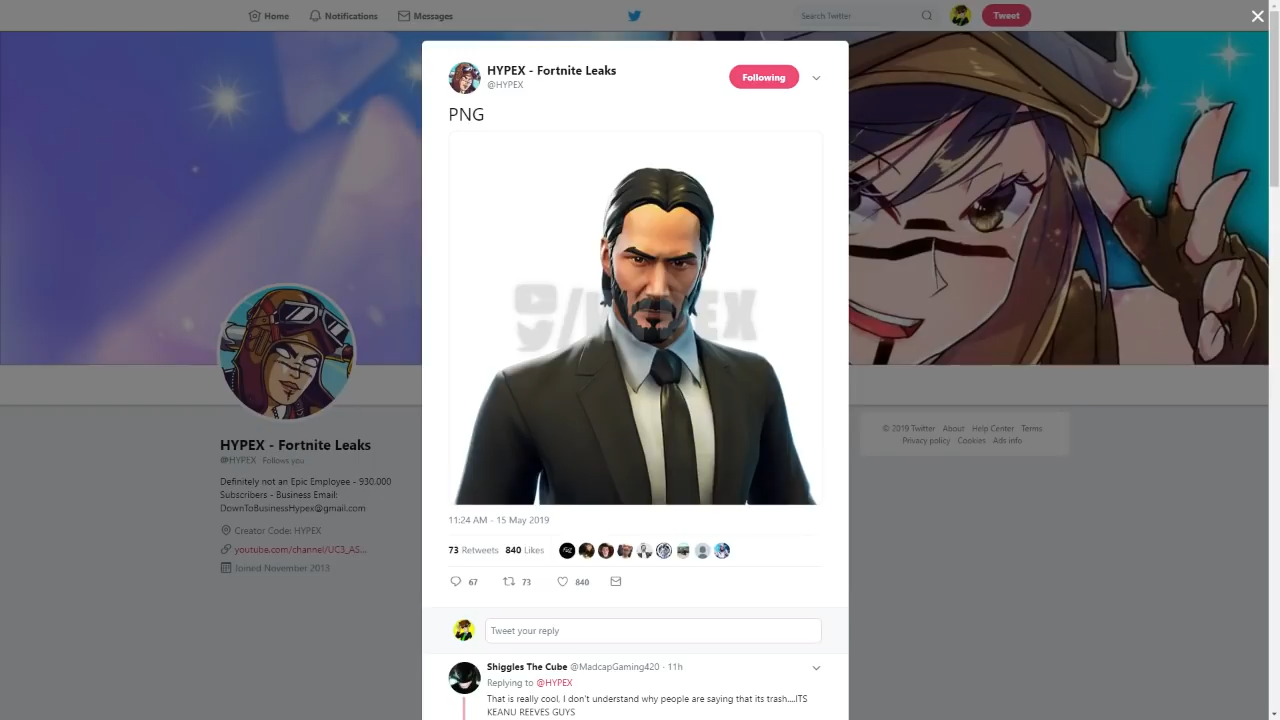 Home
Notifications
Messages
Search Twitter
Tweet
HYPEX - Fortnite Leaks
@HYPEX
Following
PNG
/HYPEX
11:24 AM - 15 May 2019
73 Retweets 840 Likes
67 73 840
Tweet your reply
Shiggles The Cube @MadcapGaming420 · 11h
Replying to @HYPEX
That is really cool, I don't understand why people are saying that its trash....ITS
KEANU REEVES GUYS
HYPEX - Fortnite Leaks
@HYPEX Follows you
Definitely not an Epic Employee - 930.000
Subscribers - Business Email:
DownToBusinessHypex@gmail.com
Creator Code: HYPEX
youtube.com/channel/UC3_AS...
Joined November 2013
© 2019 Twitter About Help Center Terms
Privacy policy Cookies Ads info